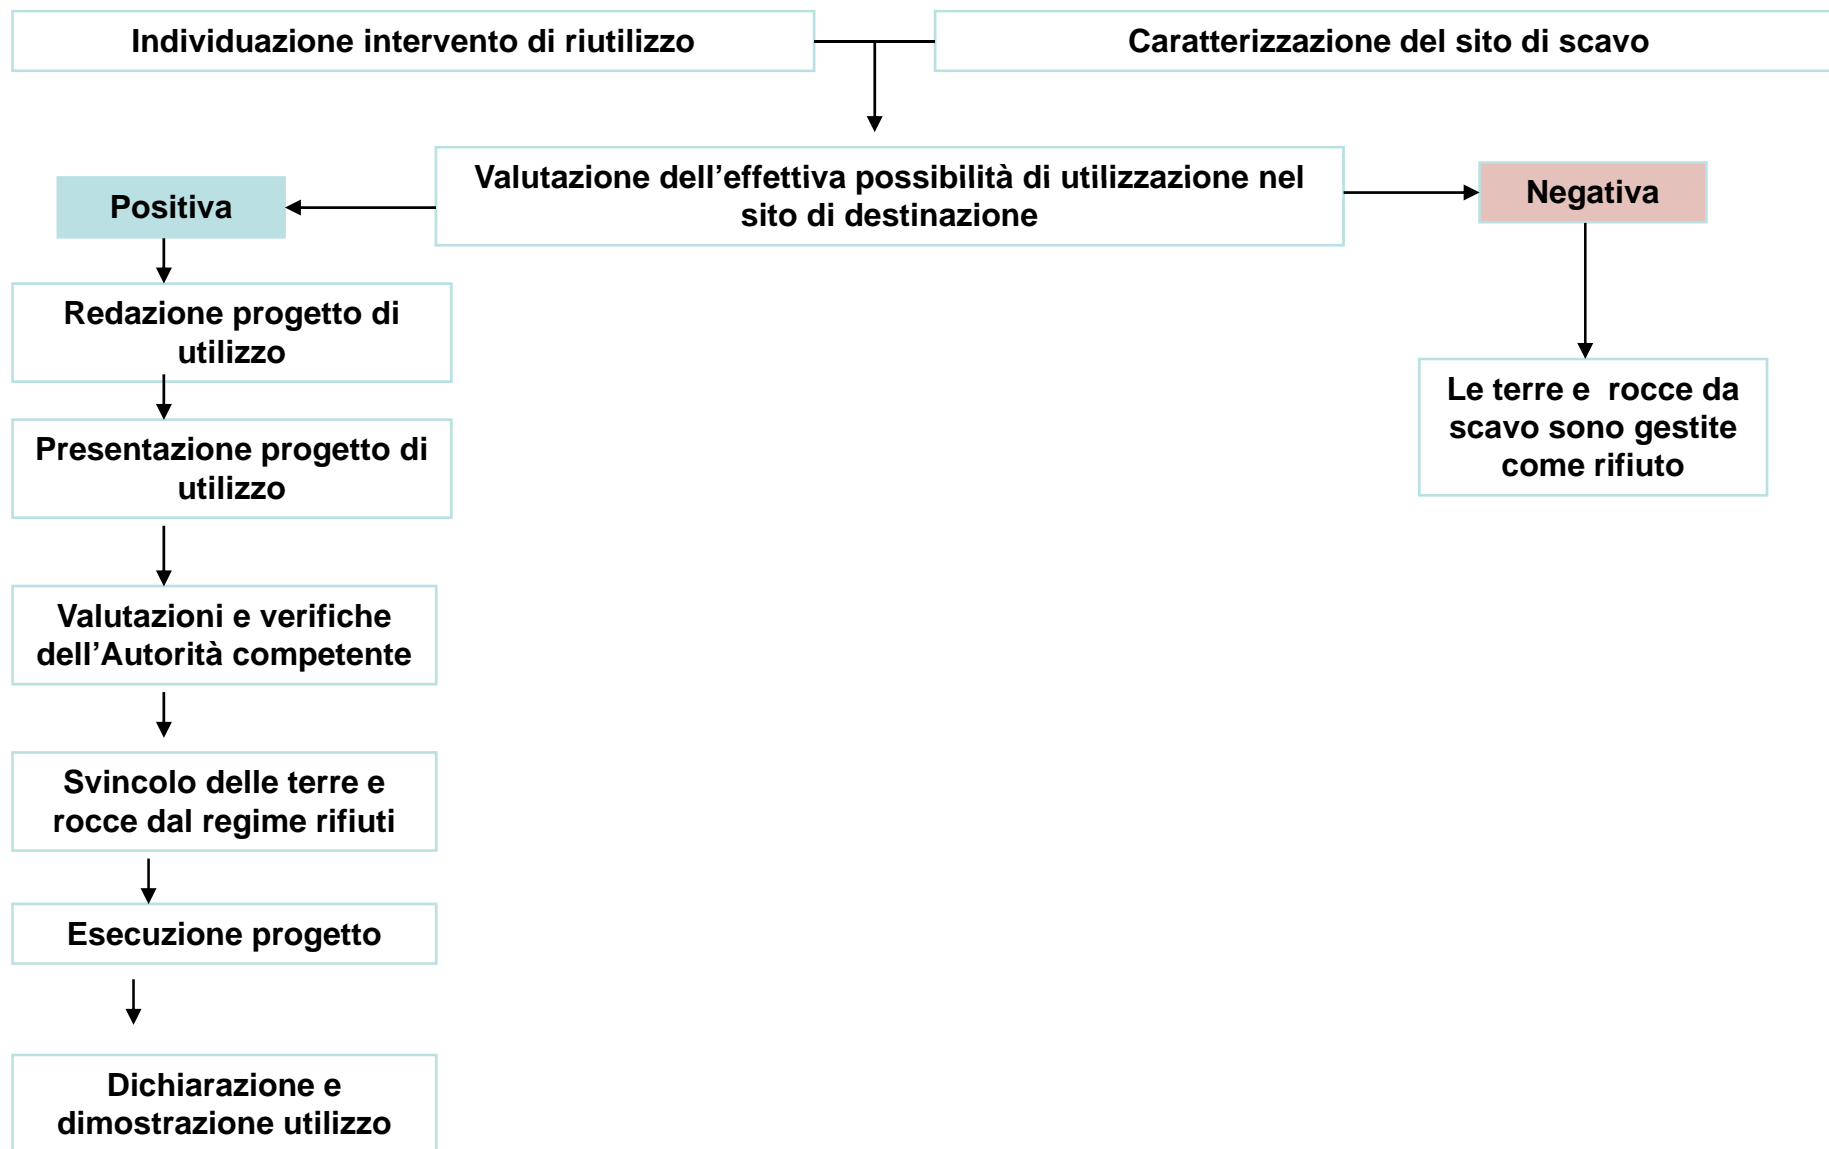 Individuazione intervento di riutilizzo
Caratterizzazione del sito di scavo
Valutazione dell’effettiva possibilità di utilizzazione nel
sito di destinazione
Positiva
Negativa
Redazione progetto di
utilizzo
Le terre e  rocce da
scavo sono gestite
come rifiuto
Presentazione progetto di
utilizzo
Valutazioni e verifiche
dell’Autorità competente
Svincolo delle terre e
rocce dal regime rifiuti
Esecuzione progetto
Dichiarazione e
dimostrazione utilizzo